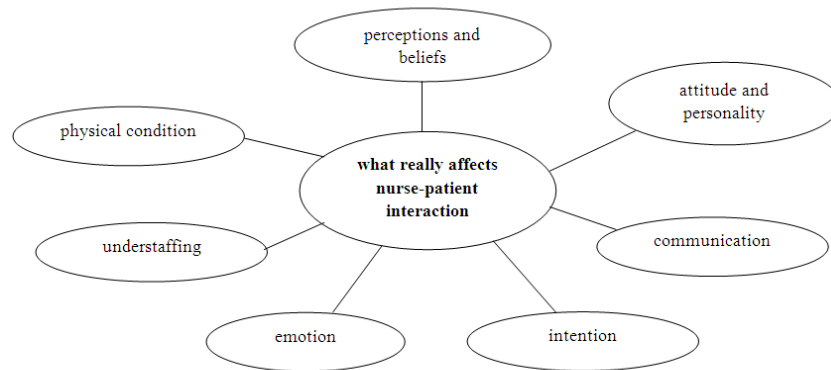 perceptions and
beliefs
attitude and
personality
physical condition
what really affects
nurse-patient
interaction
understaffing
communication
emotion
intention